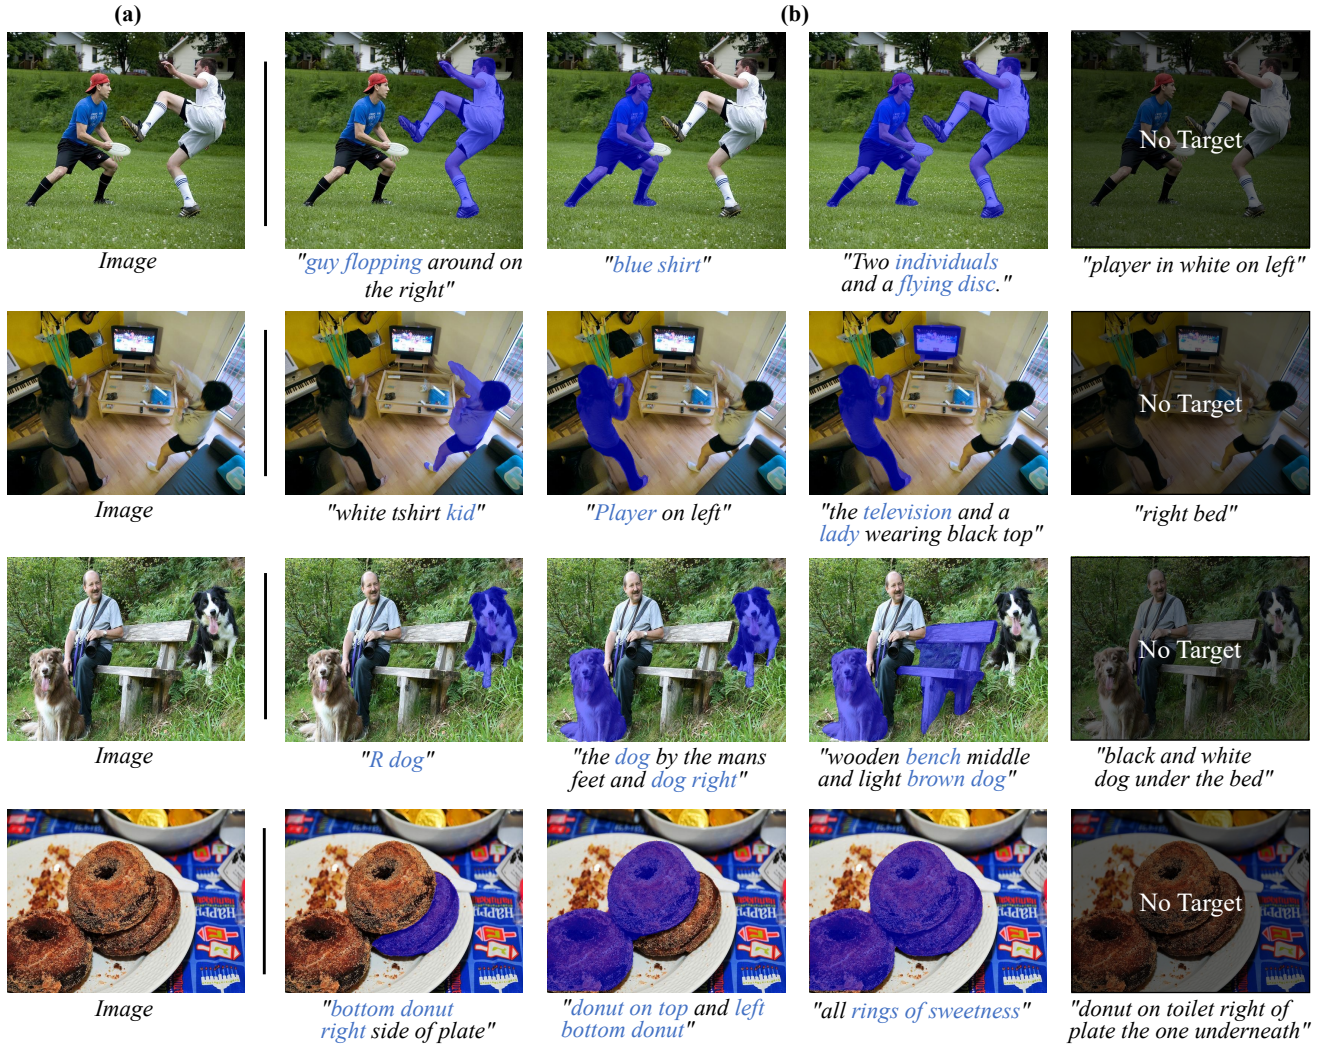 (a)
(b)
No Target
Image
"guy flopping around on
the right"
"blue shirt"
"Two individuals
and a flying disc."
"player in white on left"
No Target
Image
"white tshirt kid"
"Player on left"
"the television and a
lady wearing black top"
"right bed"
No Target
Image
"R dog"
"the dog by the mans
feet and dog right"
"wooden bench middle
and light brown dog"
"black and white
dog under the bed"
No Target
Image
"bottom donut
right side of plate"
"donut on top and left
bottom donut"
"all rings of sweetness"
"donut on toilet right of
plate the one underneath"